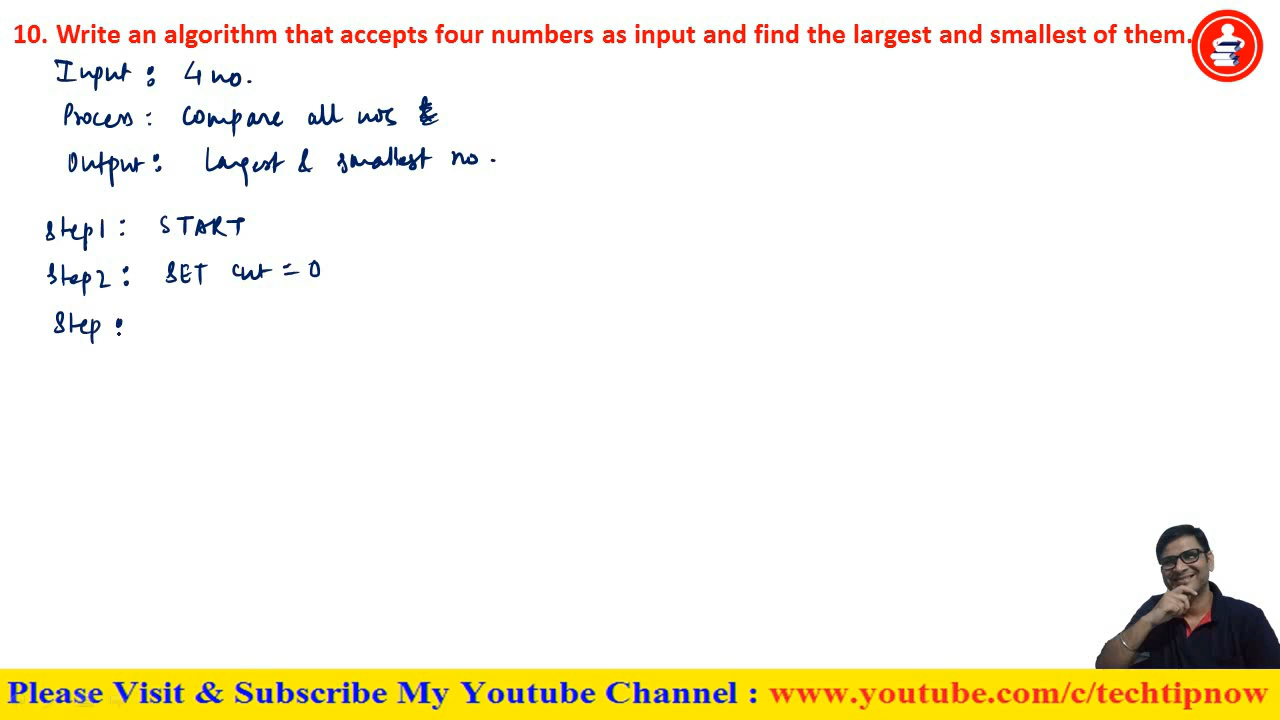 10. Write an algorithm that accepts four numbers as input and find the largest and smallest of them.
Input : 4 no.
Process : Compare all nos &
Output : Largest & smallest no.
Step1 : START
Step2 : SET cnt = 0
Step :
Please Visit & Subscribe My Youtube Channel : www.youtube.com/c/techtipnow